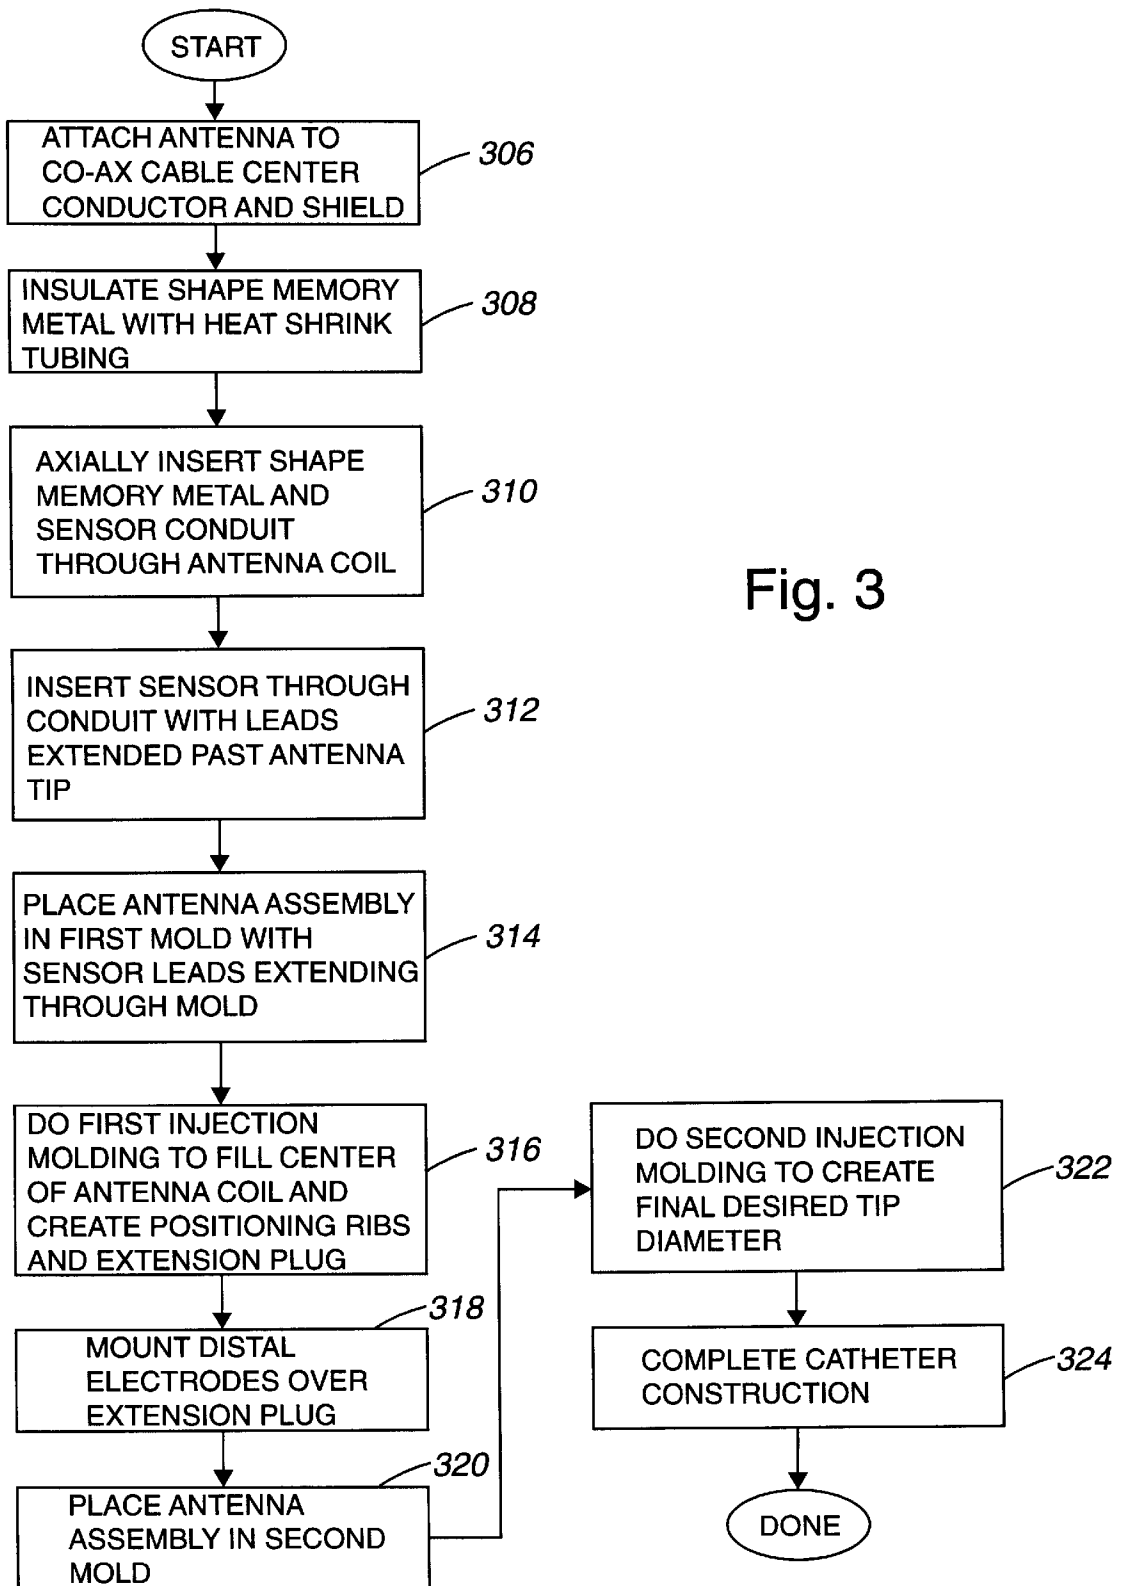 START
ATTACH ANTENNA TO
CO-AX CABLE CENTER
CONDUCTOR AND SHIELD
306
INSULATE SHAPE MEMORY
METAL WITH HEAT SHRINK
TUBING
308
AXIALLY INSERT SHAPE
MEMORY METAL AND
SENSOR CONDUIT
THROUGH ANTENNA COIL
310
INSERT SENSOR THROUGH
CONDUIT WITH LEADS
EXTENDED PAST ANTENNA
TIP
312
PLACE ANTENNA ASSEMBLY
IN FIRST MOLD WITH
SENSOR LEADS EXTENDING
THROUGH MOLD
314
DO FIRST INJECTION
MOLDING TO FILL CENTER
OF ANTENNA COIL AND
CREATE POSITIONING RIBS
AND EXTENSION PLUG
316
MOUNT DISTAL
ELECTRODES OVER
EXTENSION PLUG
318
PLACE ANTENNA
ASSEMBLY IN SECOND
MOLD
320
DO SECOND INJECTION
MOLDING TO CREATE
FINAL DESIRED TIP
DIAMETER
322
COMPLETE CATHETER
CONSTRUCTION
324
DONE
Fig. 3